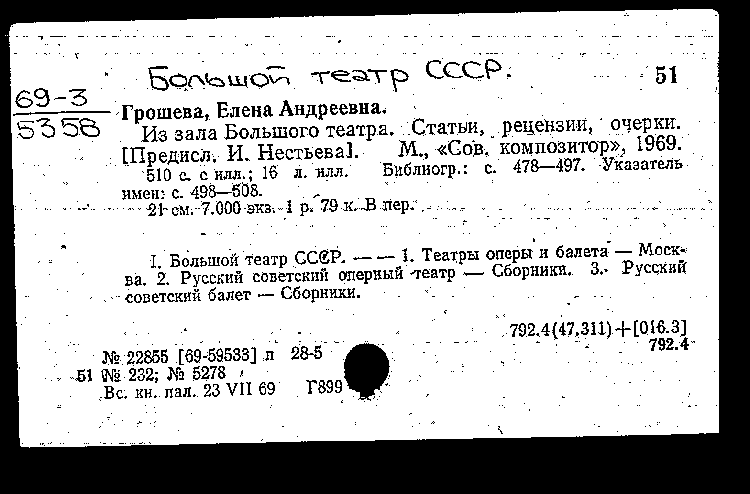 Большой театр СССР.
51
69-3
5358
Грошева, Елена Андреевна.
Из зала Большого театра. Статьи, рецензии, очерки.
[Предисл. И. Нестьева]. М., «Сов. композитор», 1969.
510 с. с илл.; 16 л. илл. Библиогр.: с. 478—497. Указатель
имен: с. 498—508.
21 см. 7.000 экз. 1 р. 79 к. В пер.
I. Большой театр СССР. — — 1. Театры оперы и балета — Моск-
ва. 2. Русский советский оперный театр — Сборники. 3. Русский
советский балет — Сборники.
792.4(47.311)+[016.3]
792.4
№ 22855 [69-59533] п 28-5
51 № 232; № 5278
Вс. кн. пал. 23 VII 69 Г899